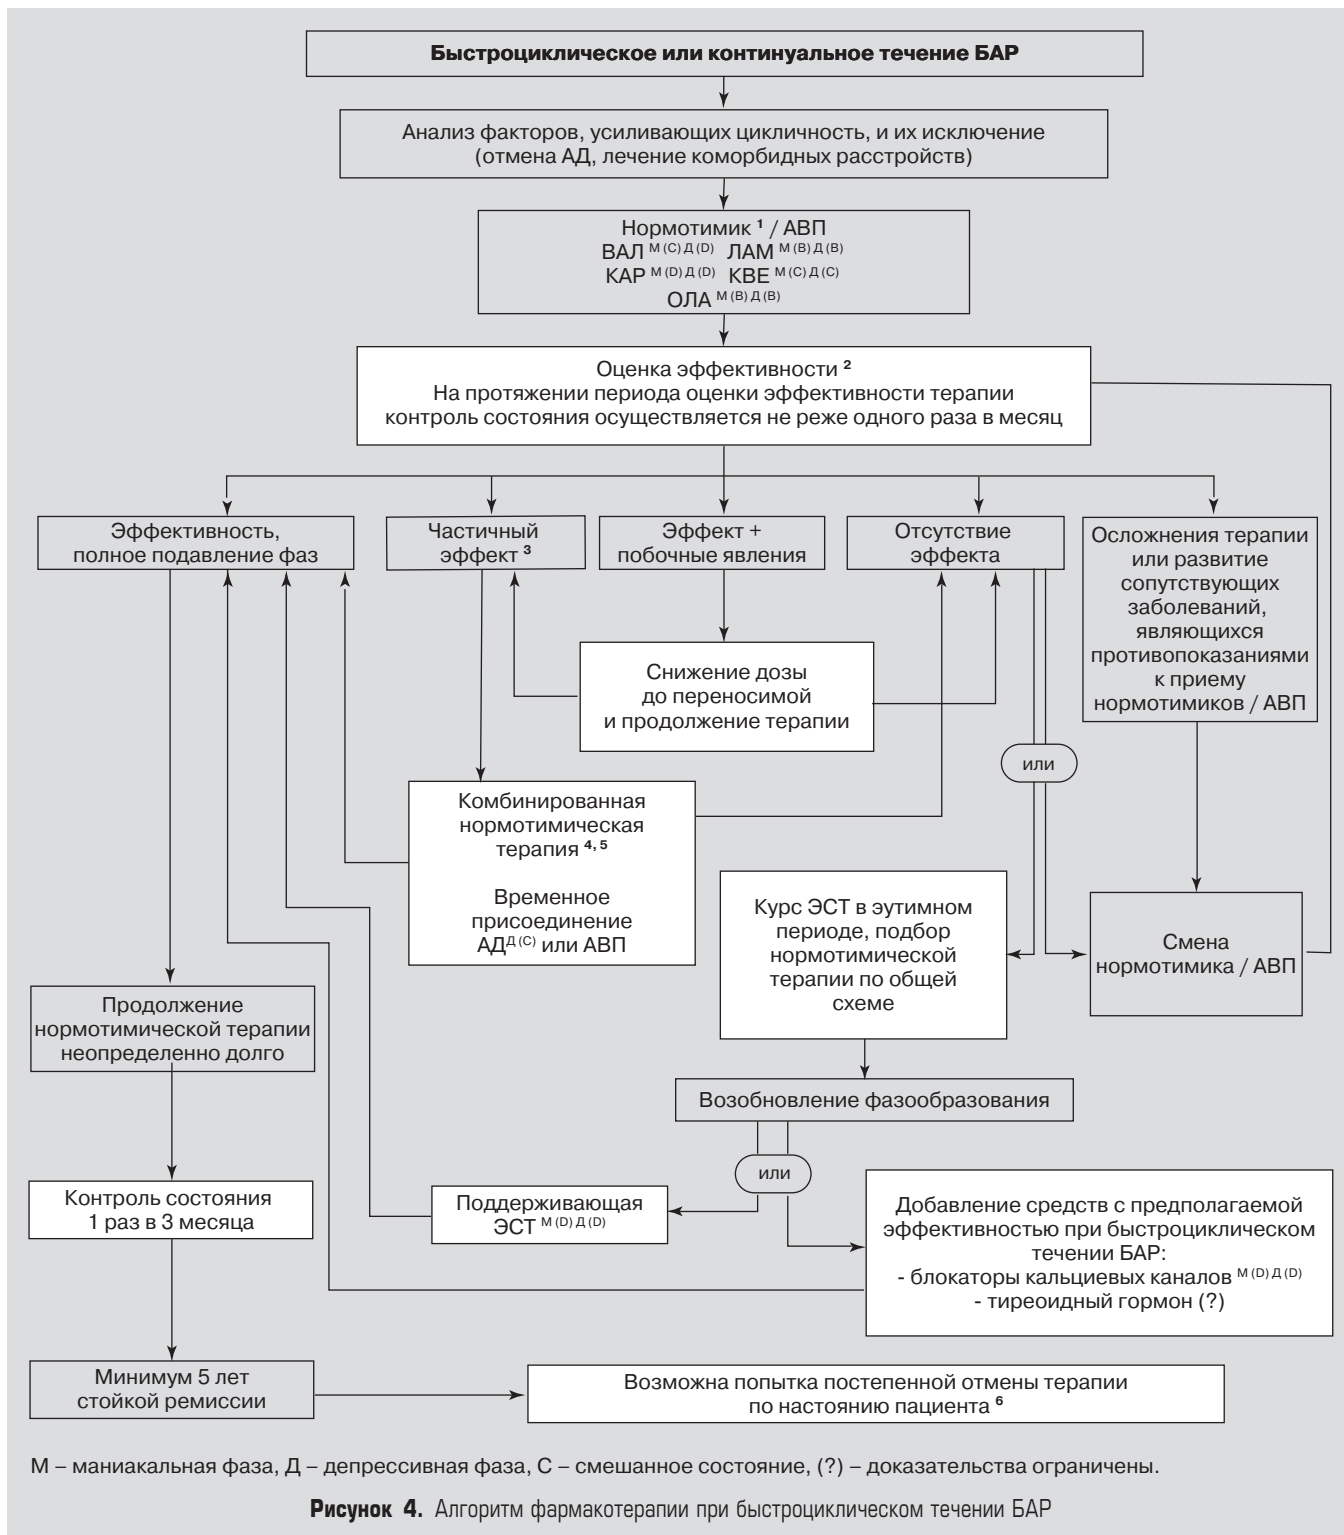 Быстроциклическое или континуальное течение БАР
Анализ факторов, усиливающих цикличность, и их исключение
(отмена АД, лечение коморбидных расстройств)
Нормотимик 1 / АВП
ВАЛ М (С) Д (D) ЛАМ М (В) Д (В)
КАР М (D) Д (D) КВЕ М (С) Д (С)
ОЛА М (В) Д (В)
Оценка эффективности 2
На протяжении периода оценки эффективности терапии
контроль состояния осуществляется не реже одного раза в месяц
Эффективность,
полное подавление фаз
Частичный
эффект 3
Эффект +
побочные явления
Отсутствие
эффекта
Осложнения терапии
или развитие
сопутствующих
заболеваний,
являющихся
противопоказаниями
к приему
нормотимиков / АВП
Снижение дозы
до переносимой
и продолжение терапии
или
Комбинированная
нормотимическая
терапия 4, 5
Временное
присоединение
АД Д (С) или АВП
Курс ЭСТ в эутимном
периоде, подбор
нормотимической
терапии по общей
схеме
Смена
нормотимика / АВП
Продолжение
нормотимической терапии
неопределенно долго
Возобновление фазообразования
или
Контроль состояния
1 раз в 3 месяца
Поддерживающая
ЭСТ М (D) Д (D)
Добавление средств с предполагаемой
эффективностью при быстроциклическом
течении БАР:
- блокаторы кальциевых каналов М (D) Д (D)
- тиреоидный гормон (?)
Минимум 5 лет
стойкой ремиссии
Возможна попытка постепенной отмены терапии
по настоянию пациента 6
М – маниакальная фаза, Д – депрессивная фаза, С – смешанное состояние, (?) – доказательства ограничены.
Рисунок 4. Алгоритм фармакотерапии при быстроциклическом течении БАР